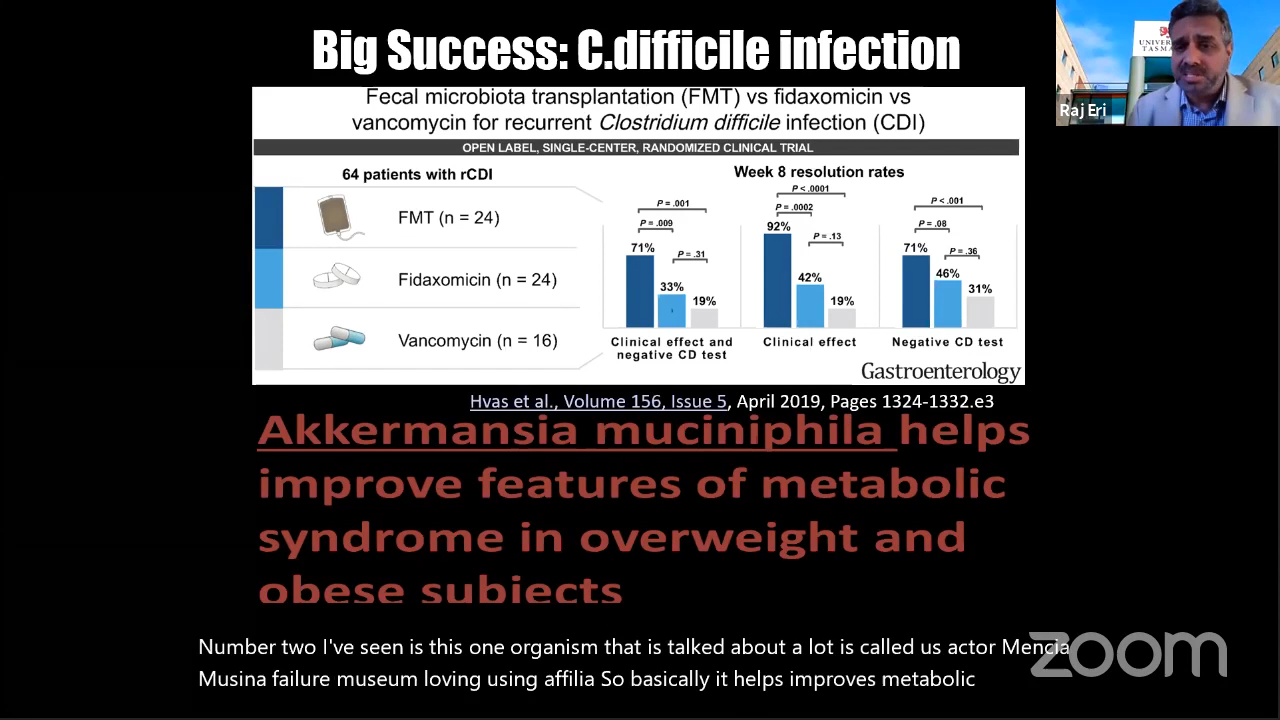 Big Success: C.difficile infection
UNIVER
TASMA
Raj Eri
Fecal microbiota transplantation (FMT) vs fidaxomicin vs
vancomycin for recurrent Clostridium difficile infection (CDI)
OPEN LABEL, SINGLE-CENTER, RANDOMIZED CLINICAL TRIAL
64 patients with rCDI
FMT (n = 24)
Fidaxomicin (n = 24)
Vancomycin (n = 16)
Week 8 resolution rates
P = .001
P = .009
P = .31
71%
33%
19%
Clinical effect and
negative CD test
P < .0001
P = .0002
P = .13
92%
42%
19%
Clinical effect
P < .001
P = .08
P = .36
71%
46%
31%
Negative CD test
Gastroenterology
Hvas et al., Volume 156, Issue 5, April 2019, Pages 1324-1332.e3
Akkermansia muciniphila helps
improve features of metabolic
syndrome in overweight and
obese subjects
Number two I've seen is this one organism that is talked about a lot is called us actor Mencia
Musina failure museum loving using affilia So basically it helps improves metabolic
zoom